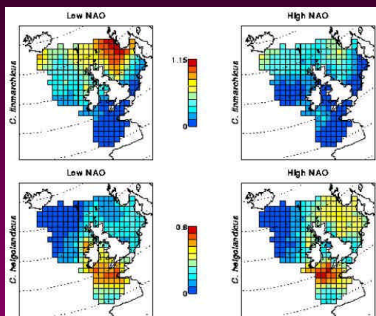 Low NAO
High NAO
C. finmarchicus
1.15
0
C. finmarchicus
Low NAO
High NAO
C. helgolandicus
0.8
0
C. helgolandicus